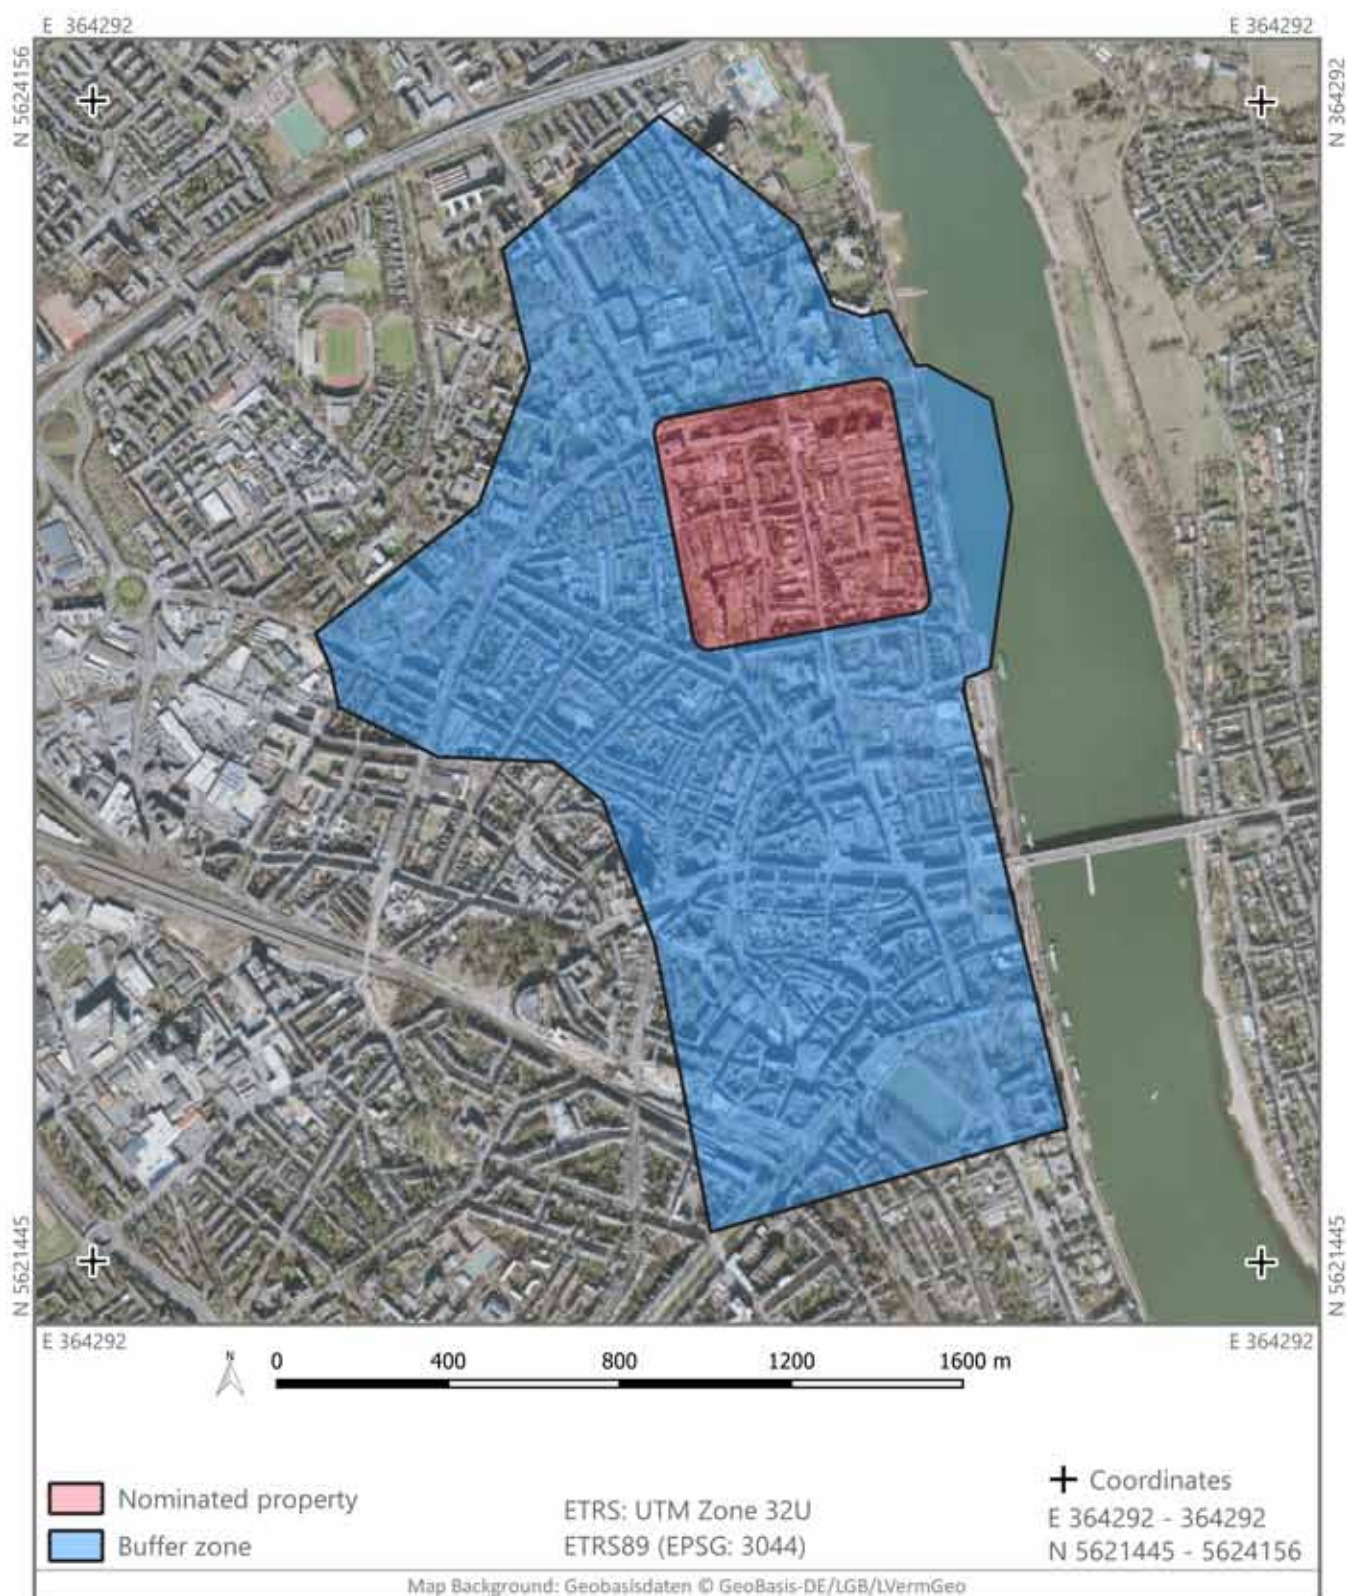 E 364292
E 364292
N 5624156
N 364292
N 5621445
N 5621445
E 364292
E 364292
N
0 400 800 1200 1600 m
Nominated property
Buffer zone
ETRS: UTM Zone 32U
ETRS89 (EPSG: 3044)
Coordinates
E 364292 - 364292
N 5621445 - 5624156
Map Background: Geobasisdaten © GeoBasis-DE/LGB/LVermGeo